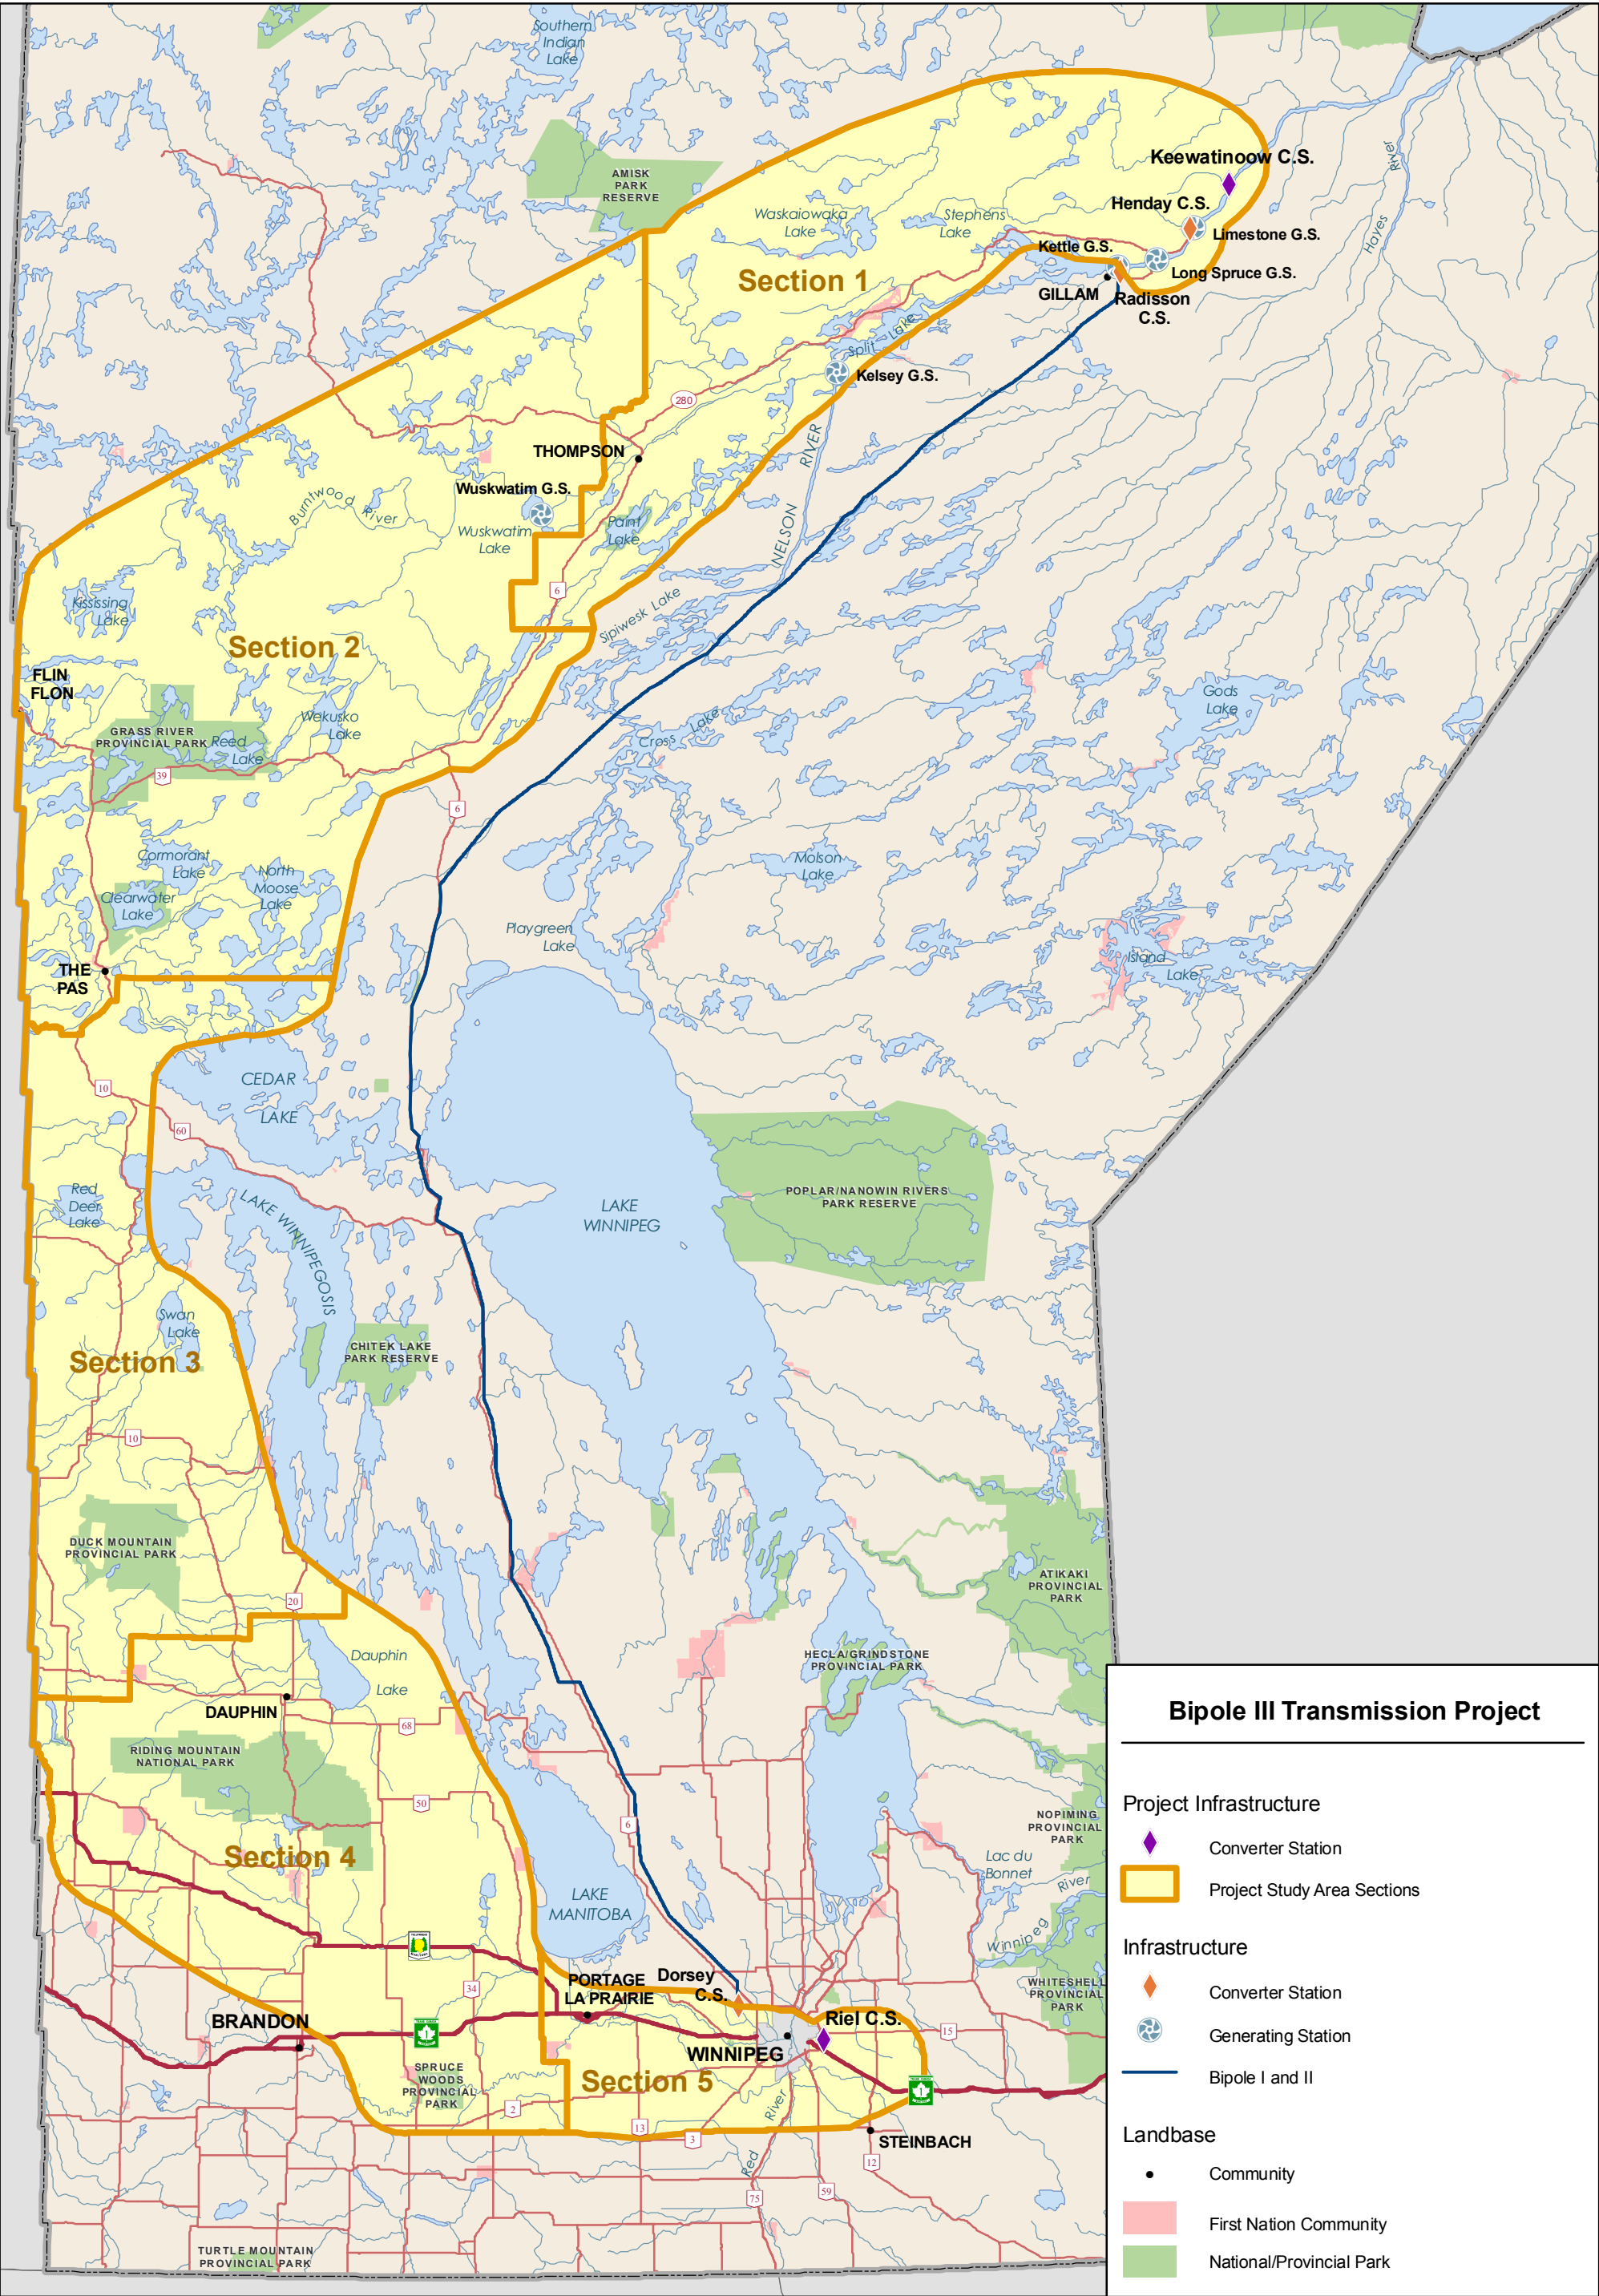 Southern
Indian
Lake
AMISK
PARK
RESERVE
Keewatinoow C.S.
Henday C.S.
Limestone G.S.
Waskaiowaka
Lake
Stephens
Lake
Kettle G.S.
Long Spruce G.S.
GILLAM
Radisson
C.S.
Hayes
River
Section 1
Split Lake
Kelsey G.S.
280
THOMPSON
Wuskwatim G.S.
Burntwood River
Wuskwatim
Lake
Paint
Lake
NELSON RIVER
6
Sipiwesk Lake
Kississing
Lake
Section 2
FLIN
FLON
GRASS RIVER
PROVINCIAL PARK
Reed
Lake
Wekusko
Lake
39
Cross Lake
Gods
Lake
6
Cormorant
Lake
North
Moose
Lake
Clearwater
Lake
Molson
Lake
Playgreen
Lake
Island
Lake
THE
PAS
CEDAR
LAKE
10
60
Red
Deer
Lake
LAKE WINNIPEGOSIS
LAKE
WINNIPEG
POPLAR/NANOWIN RIVERS
PARK RESERVE
Swan
Lake
Section 3
CHITEK LAKE
PARK RESERVE
10
DUCK MOUNTAIN
PROVINCIAL PARK
20
ATIKAKI
PROVINCIAL
PARK
Dauphin
Lake
HECLA/GRINDSTONE
PROVINCIAL PARK
DAUPHIN
68
RIDING MOUNTAIN
NATIONAL PARK
50
6
Section 4
NOPIMING
PROVINCIAL
PARK
Lac du
Bonnet
Winnipeg River
LAKE
MANITOBA
34
PORTAGE
LA PRAIRIE
Dorsey
C.S.
WHITESHELL
PROVINCIAL
PARK
BRANDON
1
Riel C.S.
15
WINNIPEG
SPRUCE
WOODS
PROVINCIAL
PARK
Section 5
1
2
13
3
Red River
STEINBACH
12
75
59
TURTLE MOUNTAIN
PROVINCIAL PARK
Bipole III Transmission Project
Project Infrastructure
Converter Station
Project Study Area Sections
Infrastructure
Converter Station
Generating Station
Bipole I and II
Landbase
Community
First Nation Community
National/Provincial Park